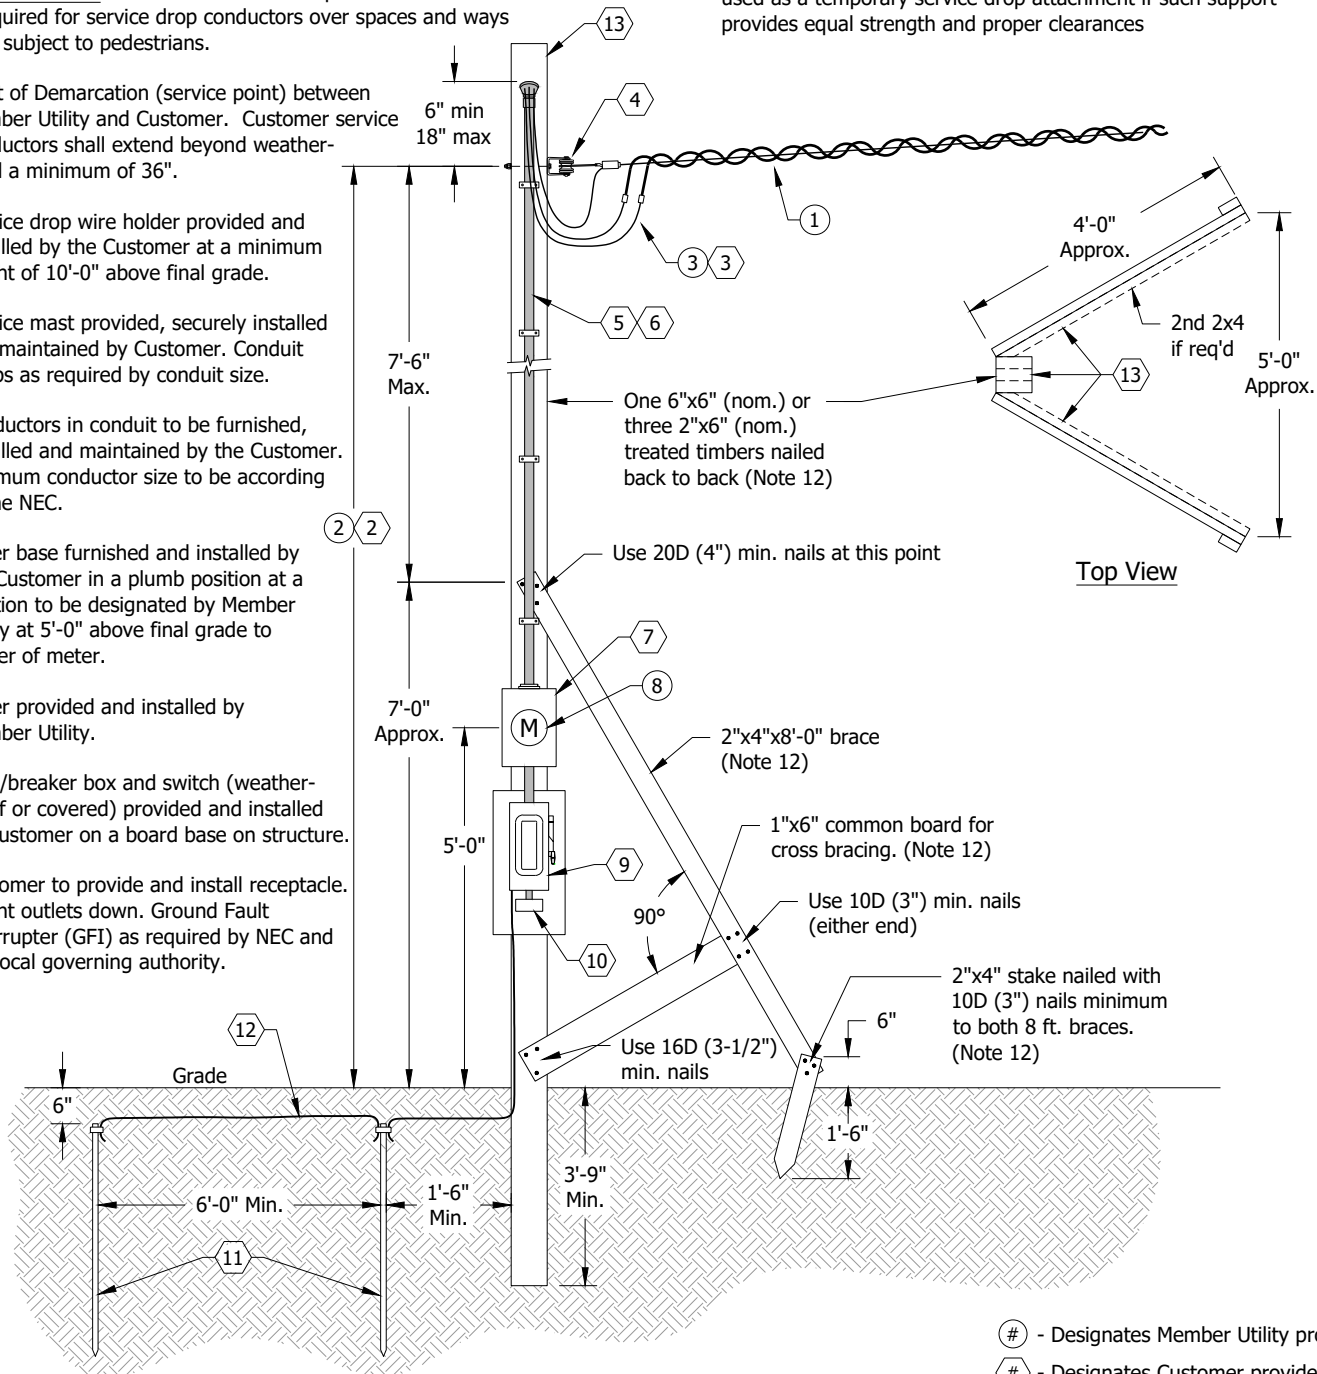 quired for service drop conductors over spaces and ways
subject to pedestrians.
of Demarcation (service point) between
ber Utility and Customer. Customer service
ductors shall extend beyond weather-
a minimum of 36".
ice drop wire holder provided and
lled by the Customer at a minimum
nt of 10'-0" above final grade.
ice mast provided, securely installed
maintained by Customer. Conduit
os as required by conduit size.
ductors in conduit to be furnished,
lled and maintained by the Customer.
mum conductor size to be according
e NEC.
er base furnished and installed by
Customer in a plumb position at a
tion to be designated by Member
y at 5'-0" above final grade to
er of meter.
er provided and installed by
ber Utility.
/breaker box and switch (weather-
f or covered) provided and installed
ustomer on a board base on structure.
omer to provide and install receptacle.
nt outlets down. Ground Fault
rrupter (GFI) as required by NEC and
ocal governing authority.
used as a temporary service drop attachment if such support
provides equal strength and proper clearances
13
4
6" min
18" max
1
3 3
5 6
7'-6"
Max.
One 6"x6" (nom.) or
three 2"x6" (nom.)
treated timbers nailed
back to back (Note 12)
4'-0"
Approx.
2nd 2x4
if req'd
13
5'-0"
Approx.
Top View
2 2
Use 20D (4") min. nails at this point
7
8
M
7'-0"
Approx.
2"x4"x8'-0" brace
(Note 12)
5'-0"
1"x6" common board for
cross bracing. (Note 12)
9
90°
Use 10D (3") min. nails
(either end)
10
2"x4" stake nailed with
10D (3") nails minimum
to both 8 ft. braces.
(Note 12)
6"
Use 16D (3-1/2")
min. nails
12
Grade
6"
1'-6"
3'-9"
Min.
6'-0" Min.
1'-6"
Min.
11
# - Designates Member Utility pr
# - Designates Customer provide